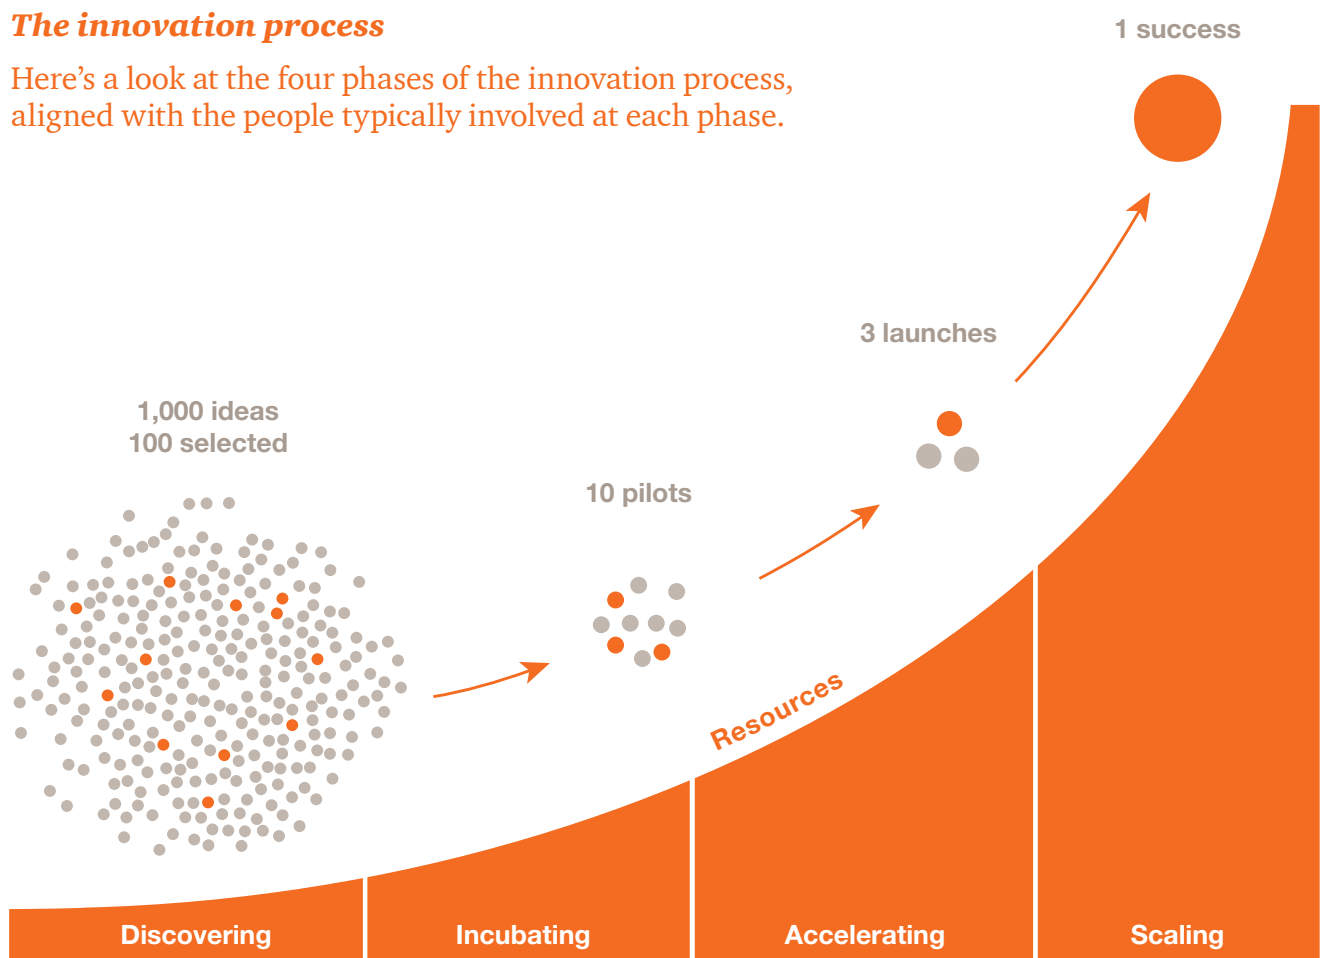 The innovation process
Here’s a look at the four phases of the innovation process,
aligned with the people typically involved at each phase.
1 success
3 launches
1,000 ideas
100 selected
10 pilots
Resources
Discovering
Incubating
Accelerating
Scaling